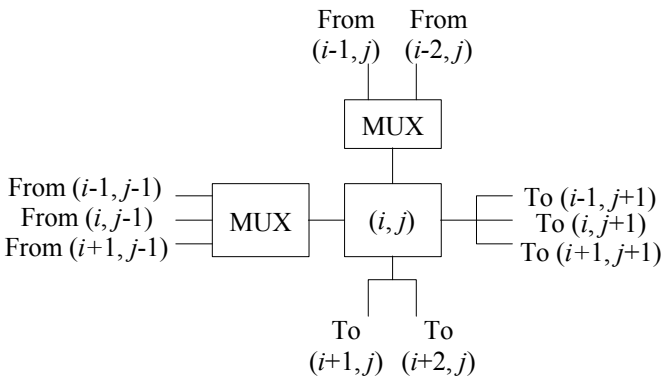 From From
(i-1, j) (i-2, j)
MUX
From (i-1, j-1)
From (i, j-1)
From (i+1, j-1)
MUX
(i, j)
To (i-1, j+1)
To (i, j+1)
To (i+1, j+1)
To To
(i+1, j) (i+2, j)